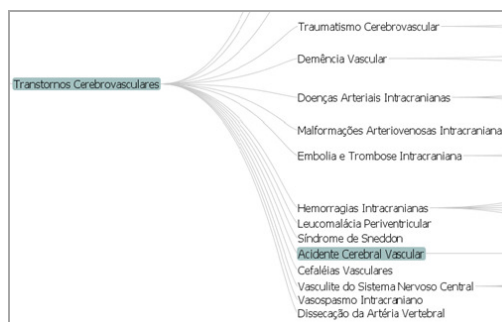 Traumatismo Cerebrovascular
Demência Vascular
Transtornos Cerebrovasculares
Doenças Arteriais Intracranianas
Malformações Arteriovenosas Intracraniana
Embolia e Trombose Intracraniana
Hemorragias Intracranianas
Leucomalácia Periventricular
Síndrome de Sneddon
Acidente Cerebral Vascular
Cefaléias Vasculares
Vasculite do Sistema Nervoso Central
Vasospasmo Intracraniano
Dissecação da Artéria Vertebral